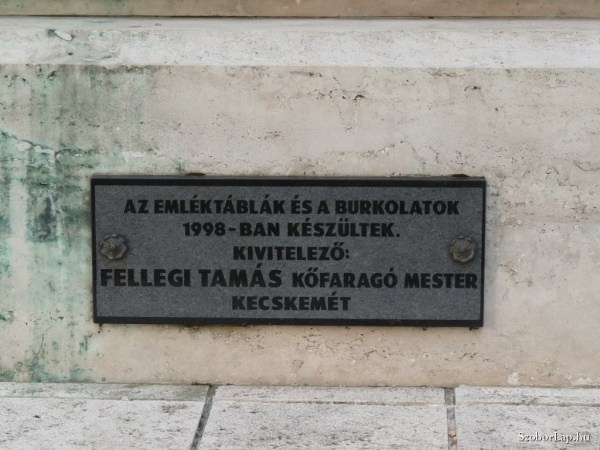 AZ EMLÉKTÁBLÁK ÉS A BURKOLATOK
1998-BAN KÉSZÜLTEK.
KIVITELEZŐ:
FELLEGI TAMÁS KŐFARAGÓ MESTER
KECSKEMÉT
SzoborLap.hu